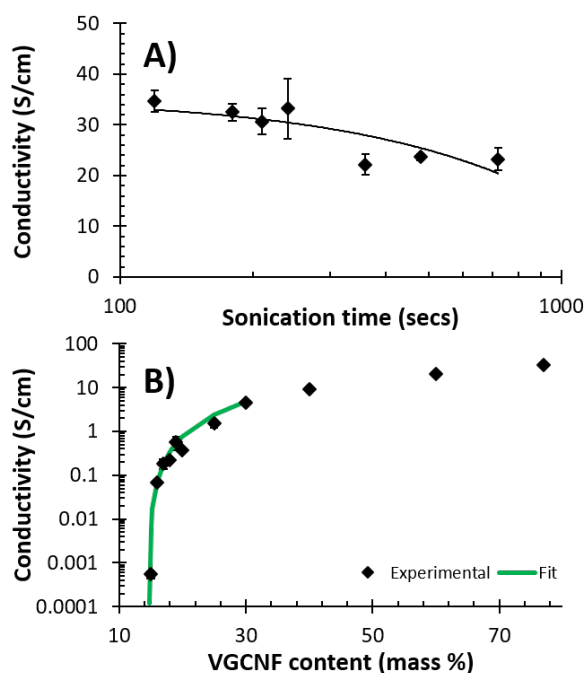 A)
Conductivity (S/cm)
50
40
30
20
10
0
100
1000
Sonication time (secs)
B)
Conductivity (S/cm)
100
10
1
0.1
0.01
0.001
0.0001
Experimental
Fit
10
30
50
70
VGCNF content (mass %)